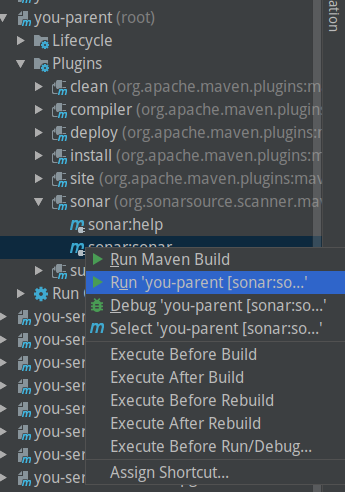 you-parent (root)
Lifecycle
Plugins
clean (org.apache.maven.plugins:m
compiler (org.apache.maven.plugins
deploy (org.apache.maven.plugins:
install (org.apache.maven.plugins:m
site (org.apache.maven.plugins:mav
sonar (org.sonarsource.scanner.mav
sonar:help
sonar:sonar
Run Maven Build
Run 'you-parent [sonar:so...'
Debug 'you-parent [sonar:so...'
Select 'you-parent [sonar:so...'
Execute Before Build
Execute After Build
Execute Before Rebuild
Execute After Rebuild
Execute Before Run/Debug...
Assign Shortcut...
su
Run
you-ser
you-ser
you-ser
you-ser
you-ser
you-ser
you-ser
you-ser
ation